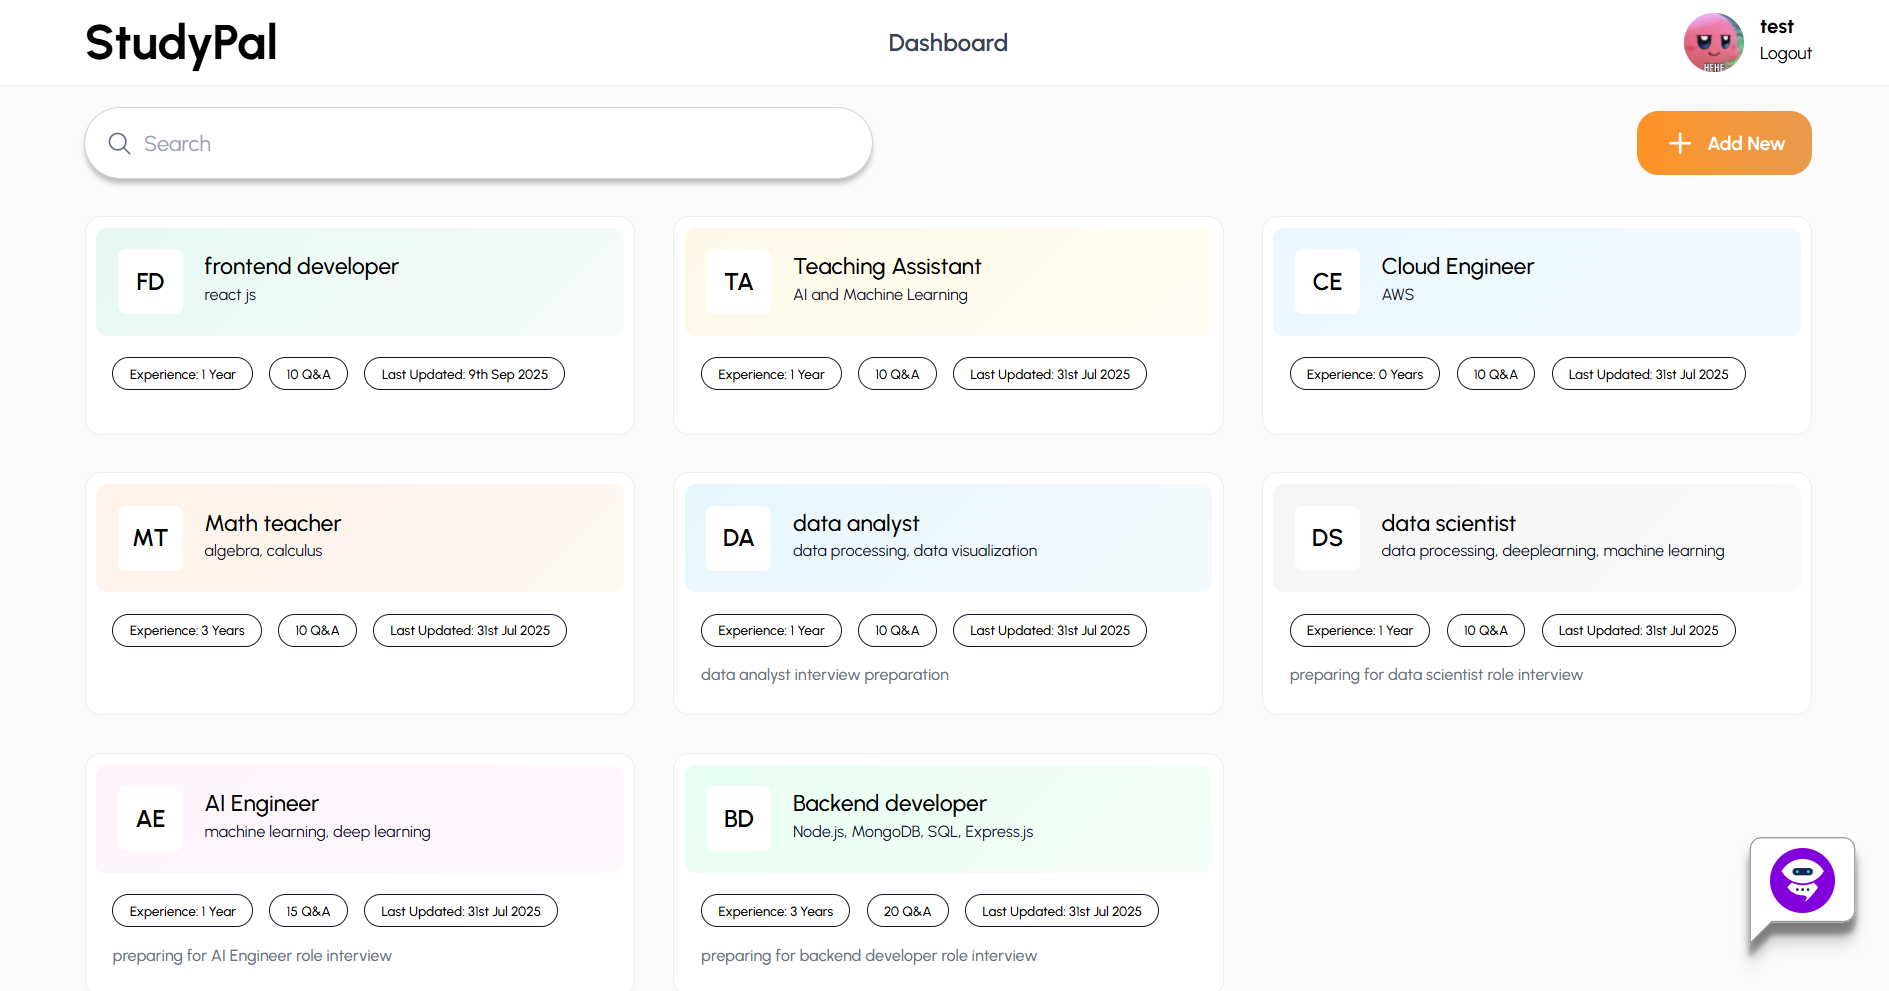 StudyPal
Dashboard
test
Logout
HEHE
Search
Add New
FD
frontend developer
react js
Experience: 1 Year
10 Q&A
Last Updated: 9th Sep 2025
TA
Teaching Assistant
AI and Machine Learning
Experience: 1 Year
10 Q&A
Last Updated: 31st Jul 2025
CE
Cloud Engineer
AWS
Experience: 0 Years
10 Q&A
Last Updated: 31st Jul 2025
MT
Math teacher
algebra, calculus
Experience: 3 Years
10 Q&A
Last Updated: 31st Jul 2025
DA
data analyst
data processing, data visualization
Experience: 1 Year
10 Q&A
Last Updated: 31st Jul 2025
data analyst interview preparation
DS
data scientist
data processing, deeplearning, machine learning
Experience: 1 Year
10 Q&A
Last Updated: 31st Jul 2025
preparing for data scientist role interview
AE
AI Engineer
machine learning, deep learning
Experience: 1 Year
15 Q&A
Last Updated: 31st Jul 2025
preparing for AI Engineer role interview
BD
Backend developer
Node.js, MongoDB, SQL, Express.js
Experience: 3 Years
20 Q&A
Last Updated: 31st Jul 2025
preparing for backend developer role interview